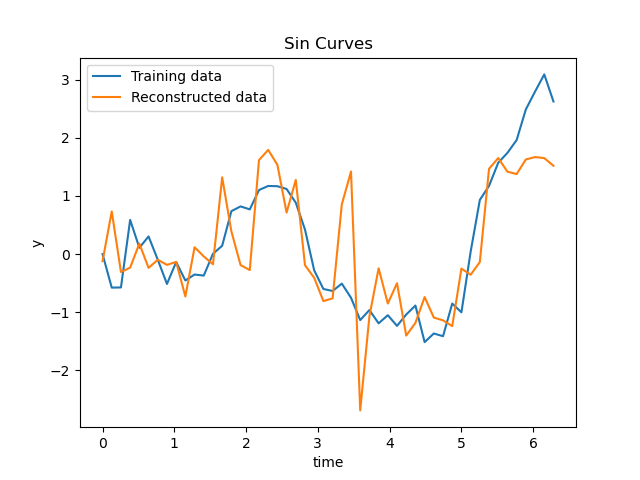 Sin Curves
Training data
Reconstructed data
y
3
2
1
0
−1
−2
0 1 2 3 4 5 6
time